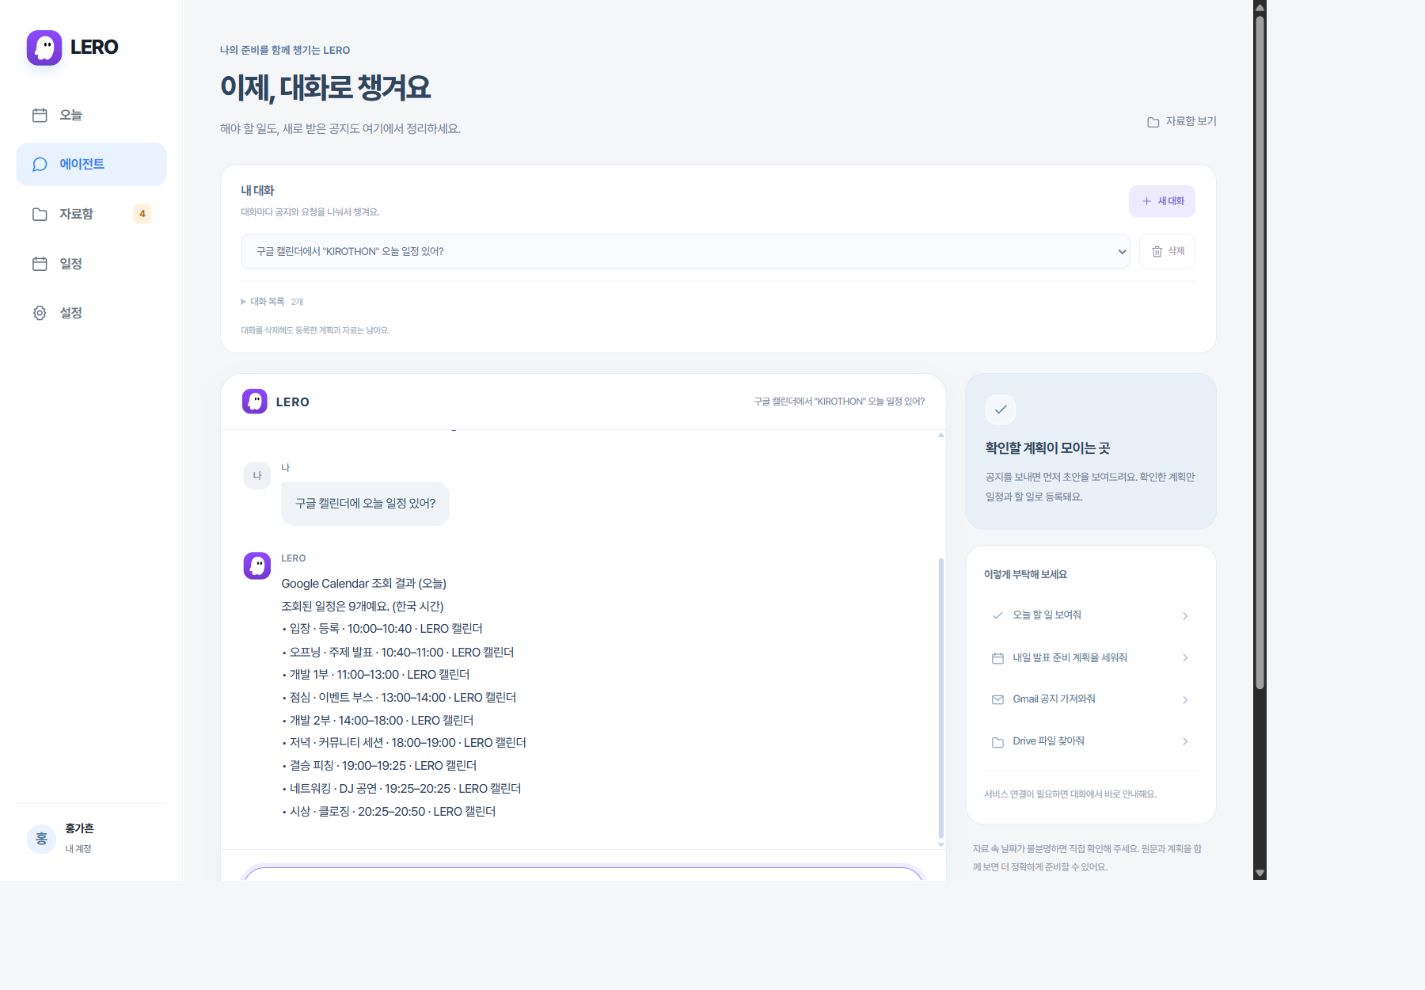 LERO
오늘
에이전트
자료함 4
일정
설정
홍
홍가흔
내 계정
나의 준비를 함께 챙기는 LERO
이제, 대화로 챙겨요
해야 할 일도, 새로 받은 공지도 여기에서 정리하세요.
자료함 보기
내 대화
대화마다 공지와 요청을 나눠서 챙겨요.
+ 새 대화
구글 캘린더에서 "KIROTHON" 오늘 일정 있어?
삭제
▶ 대화 목록 2개
대화를 삭제해도 등록한 계획과 자료는 남아요.
LERO
구글 캘린더에서 "KIROTHON" 오늘 일정 있어?
나
나
구글 캘린더에 오늘 일정 있어?
LERO
Google Calendar 조회 결과 (오늘)
조회된 일정은 9개예요. (한국 시간)
• 입장 · 등록 · 10:00–10:40 · LERO 캘린더
• 오프닝 · 주제 발표 · 10:40–11:00 · LERO 캘린더
• 개발 1부 · 11:00–13:00 · LERO 캘린더
• 점심 · 이벤트 부스 · 13:00–14:00 · LERO 캘린더
• 개발 2부 · 14:00–18:00 · LERO 캘린더
• 저녁 · 커뮤니티 세션 · 18:00–19:00 · LERO 캘린더
• 결승 피칭 · 19:00–19:25 · LERO 캘린더
• 네트워킹 · DJ 공연 · 19:25–20:25 · LERO 캘린더
• 시상 · 클로징 · 20:25–20:50 · LERO 캘린더
확인할 계획이 모이는 곳
공지를 보내면 먼저 초안을 보여드려요. 확인한 계획만
일정과 할 일로 등록돼요.
이렇게 부탁해 보세요
오늘 할 일 보여줘
내일 발표 준비 계획을 세워줘
Gmail 공지 가져와줘
Drive 파일 찾아줘
서비스 연결이 필요하면 대화에서 바로 안내해요.
자료 속 날짜가 불분명하면 직접 확인해 주세요. 원문과 계획을 함
께 보면 더 정확하게 준비할 수 있어요.